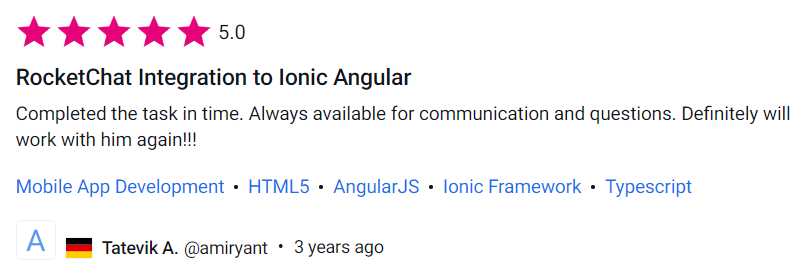 5.0
RocketChat Integration to Ionic Angular
Completed the task in time. Always available for communication and questions. Definitely will
work with him again!!!
Mobile App Development • HTML5 • AngularJS • Ionic Framework • Typescript
A Tatevik A. @amiryant • 3 years ago